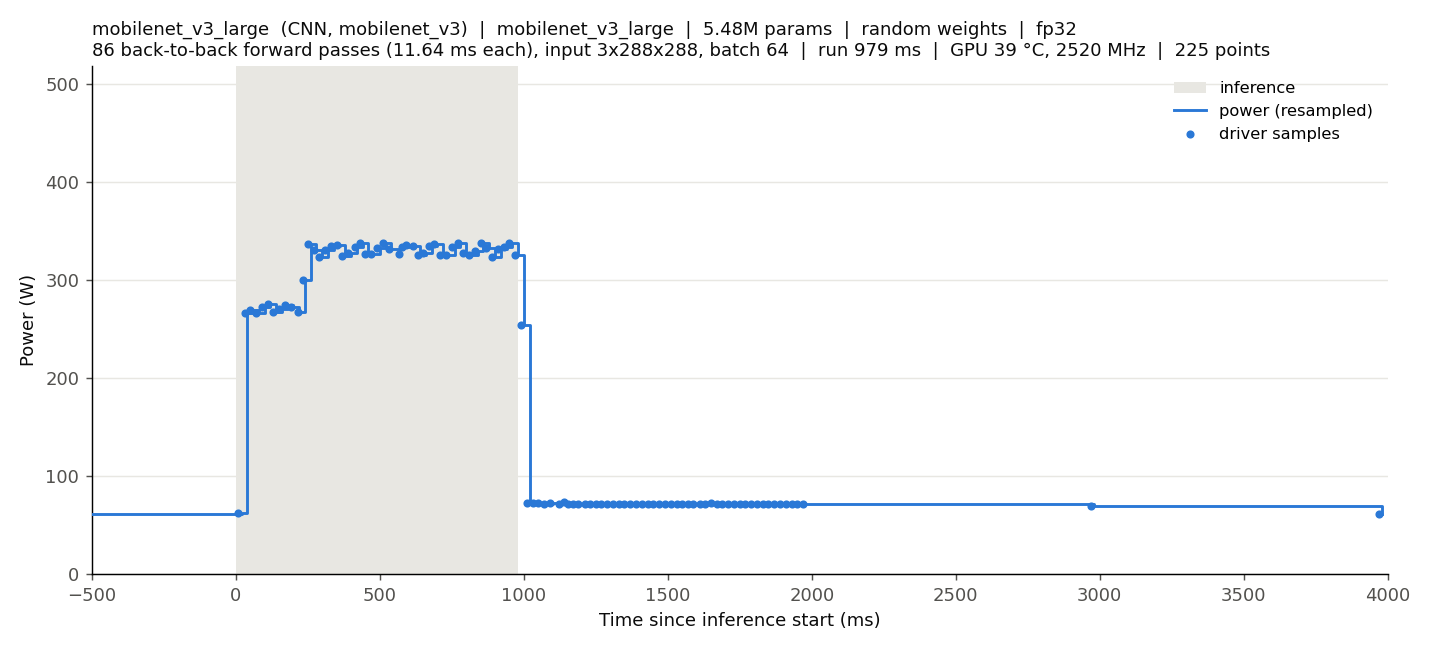 mobilenet_v3_large  (CNN, mobilenet_v3)  |  mobilenet_v3_large  |  5.48M params  |  random weights  |  fp32
86 back-to-back forward passes (11.64 ms each), input 3x288x288, batch 64  |  run 979 ms  |  GPU 39 °C, 2520 MHz  |  225 points
inference
power (resampled)
driver samples
Power (W)
500
400
300
200
100
0
−500
0
500
1000
1500
2000
2500
3000
3500
4000
Time since inference start (ms)